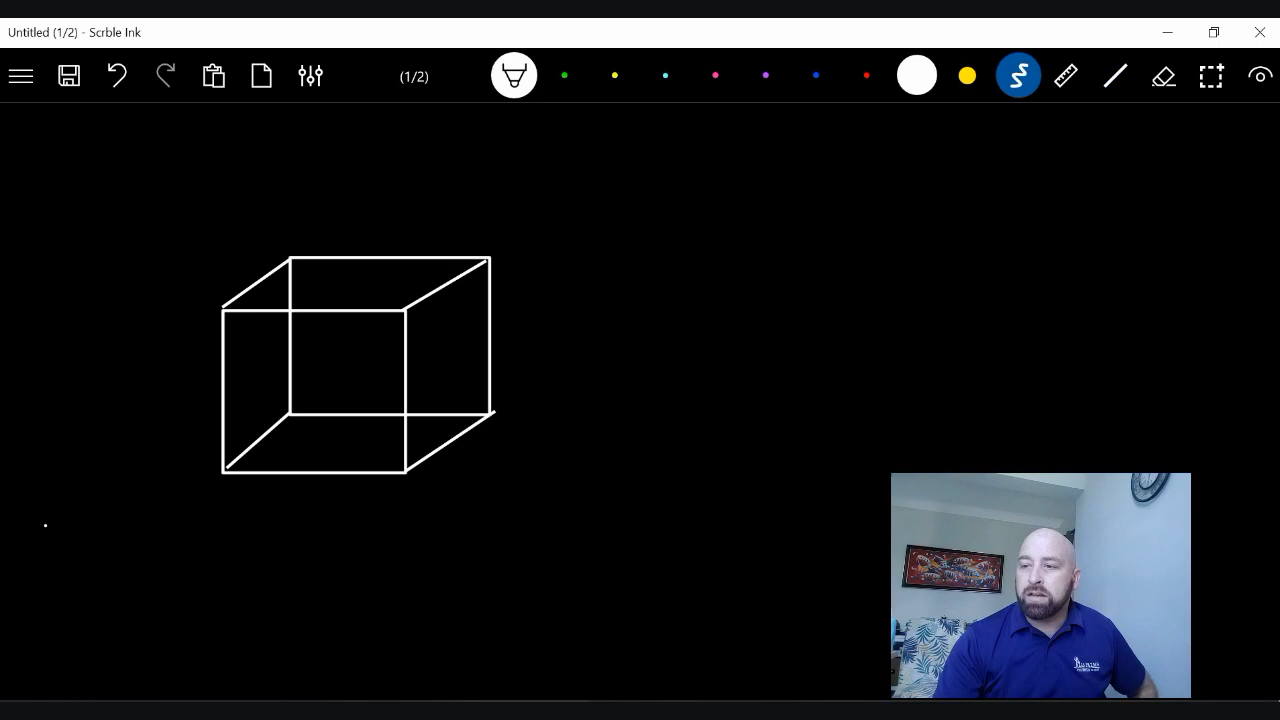 Untitled (1/2) - Scrble Ink
(1/2)